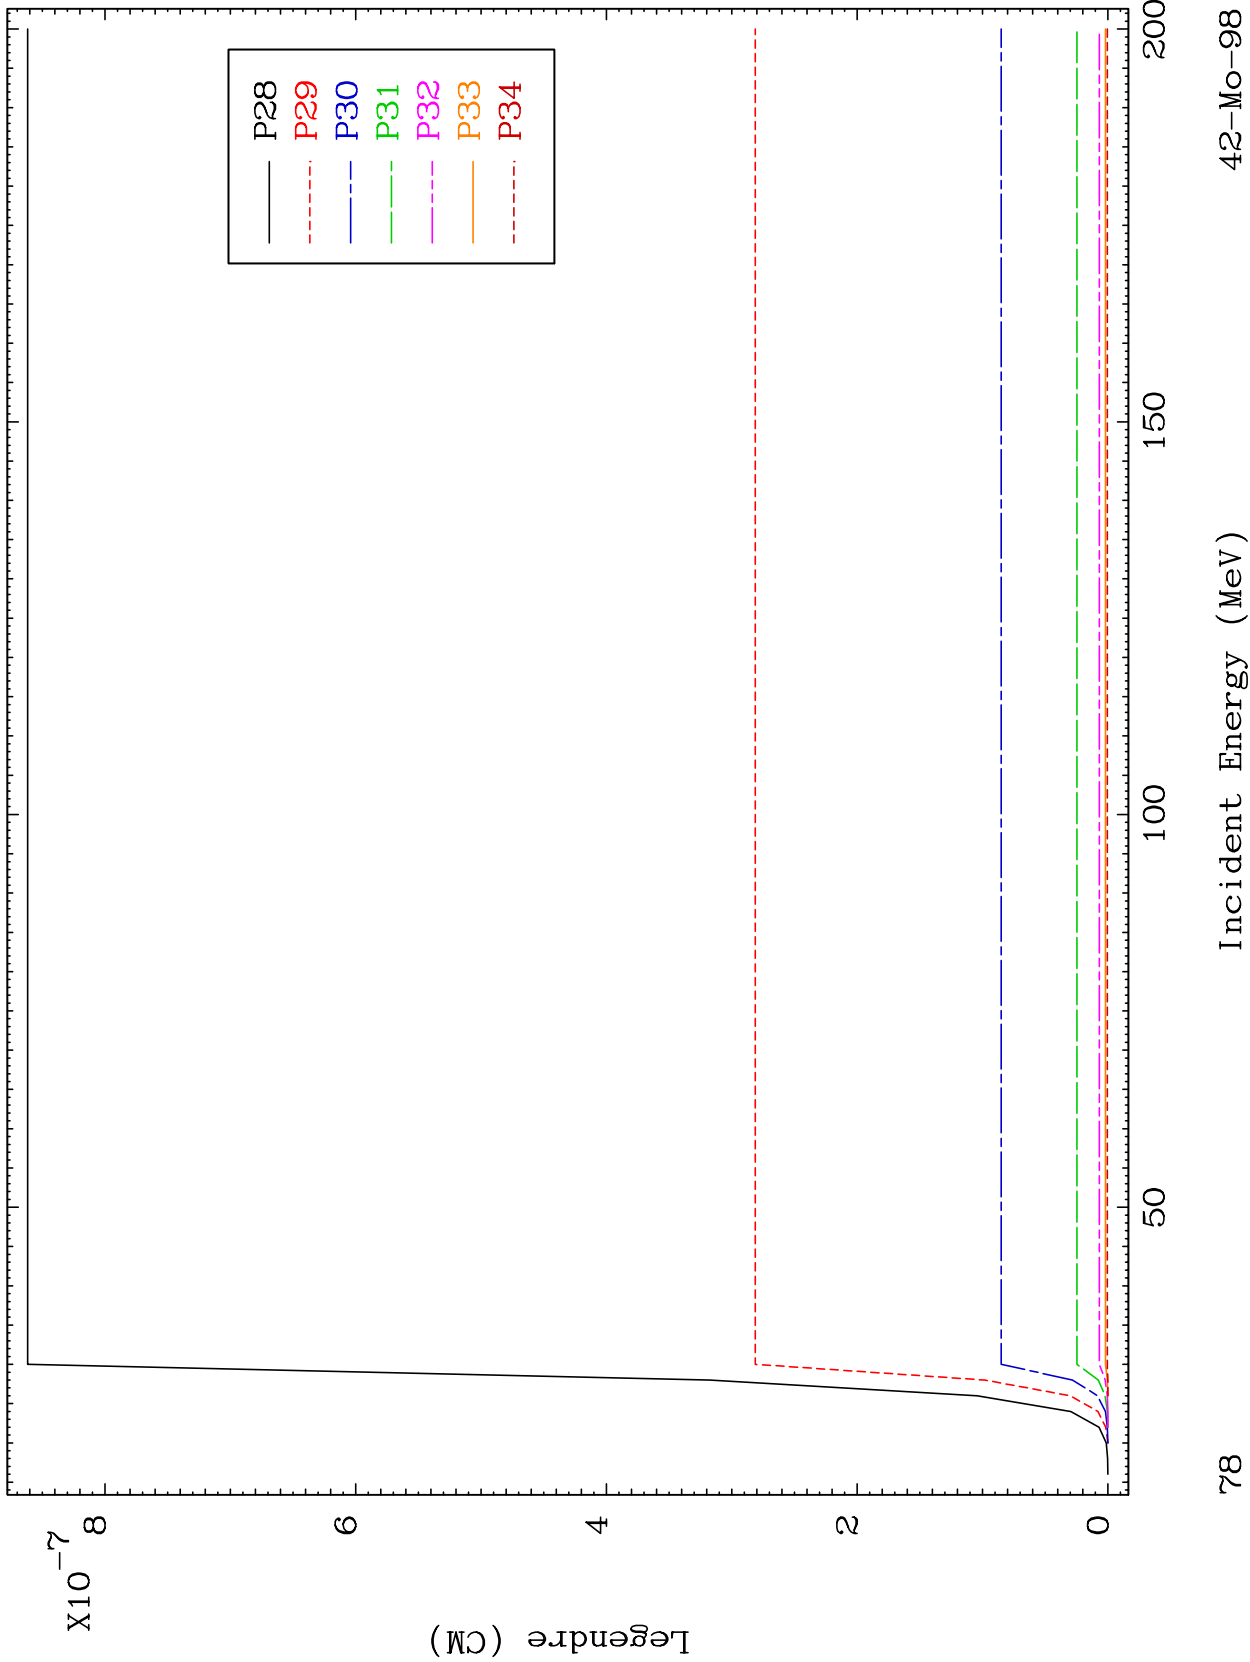 X10-7
8
6
4
2
0
Legendre (CM)
P28
P29
P30
P31
P32
P33
P34
50
100
150
200
Incident Energy (MeV)
78
42-Mo-98